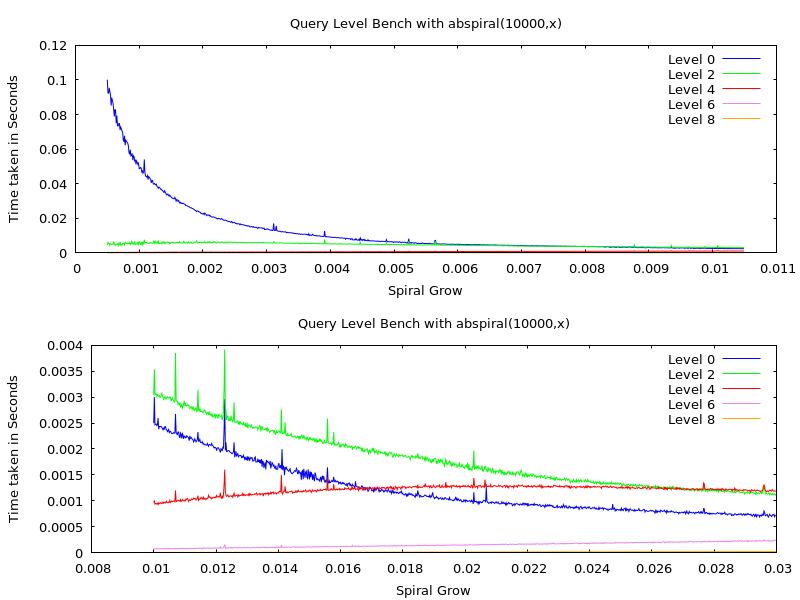 Query Level Bench with abspiral(10000,x)
Time taken in Seconds
0.12
0.1
0.08
0.06
0.04
0.02
0
Level 0
Level 2
Level 4
Level 6
Level 8
0 0.001 0.002 0.003 0.004 0.005 0.006 0.007 0.008 0.009 0.01 0.011
Spiral Grow
Query Level Bench with abspiral(10000,x)
Time taken in Seconds
0.004
0.0035
0.003
0.0025
0.002
0.0015
0.001
0.0005
0
Level 0
Level 2
Level 4
Level 6
Level 8
0.008 0.01 0.012 0.014 0.016 0.018 0.02 0.022 0.024 0.026 0.028 0.03
Spiral Grow